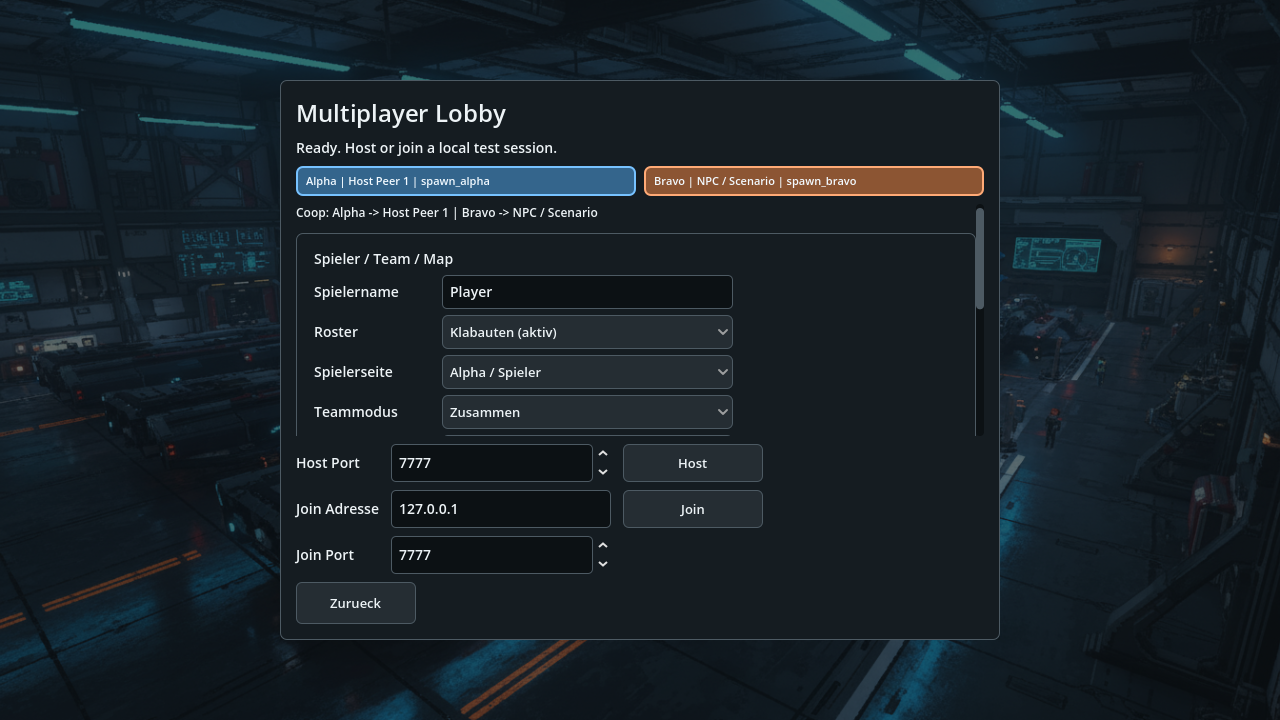 Multiplayer Lobby
Ready. Host or join a local test session.
Alpha | Host Peer 1 | spawn_alpha
Bravo | NPC / Scenario | spawn_bravo
Coop: Alpha -> Host Peer 1 | Bravo -> NPC / Scenario
Spieler / Team / Map
Spielername Player
Roster Klabauten (aktiv)
Spielerseite Alpha / Spieler
Teammodus Zusammen
Host Port 7777 Host
Join Adresse 127.0.0.1 Join
Join Port 7777
Zurueck